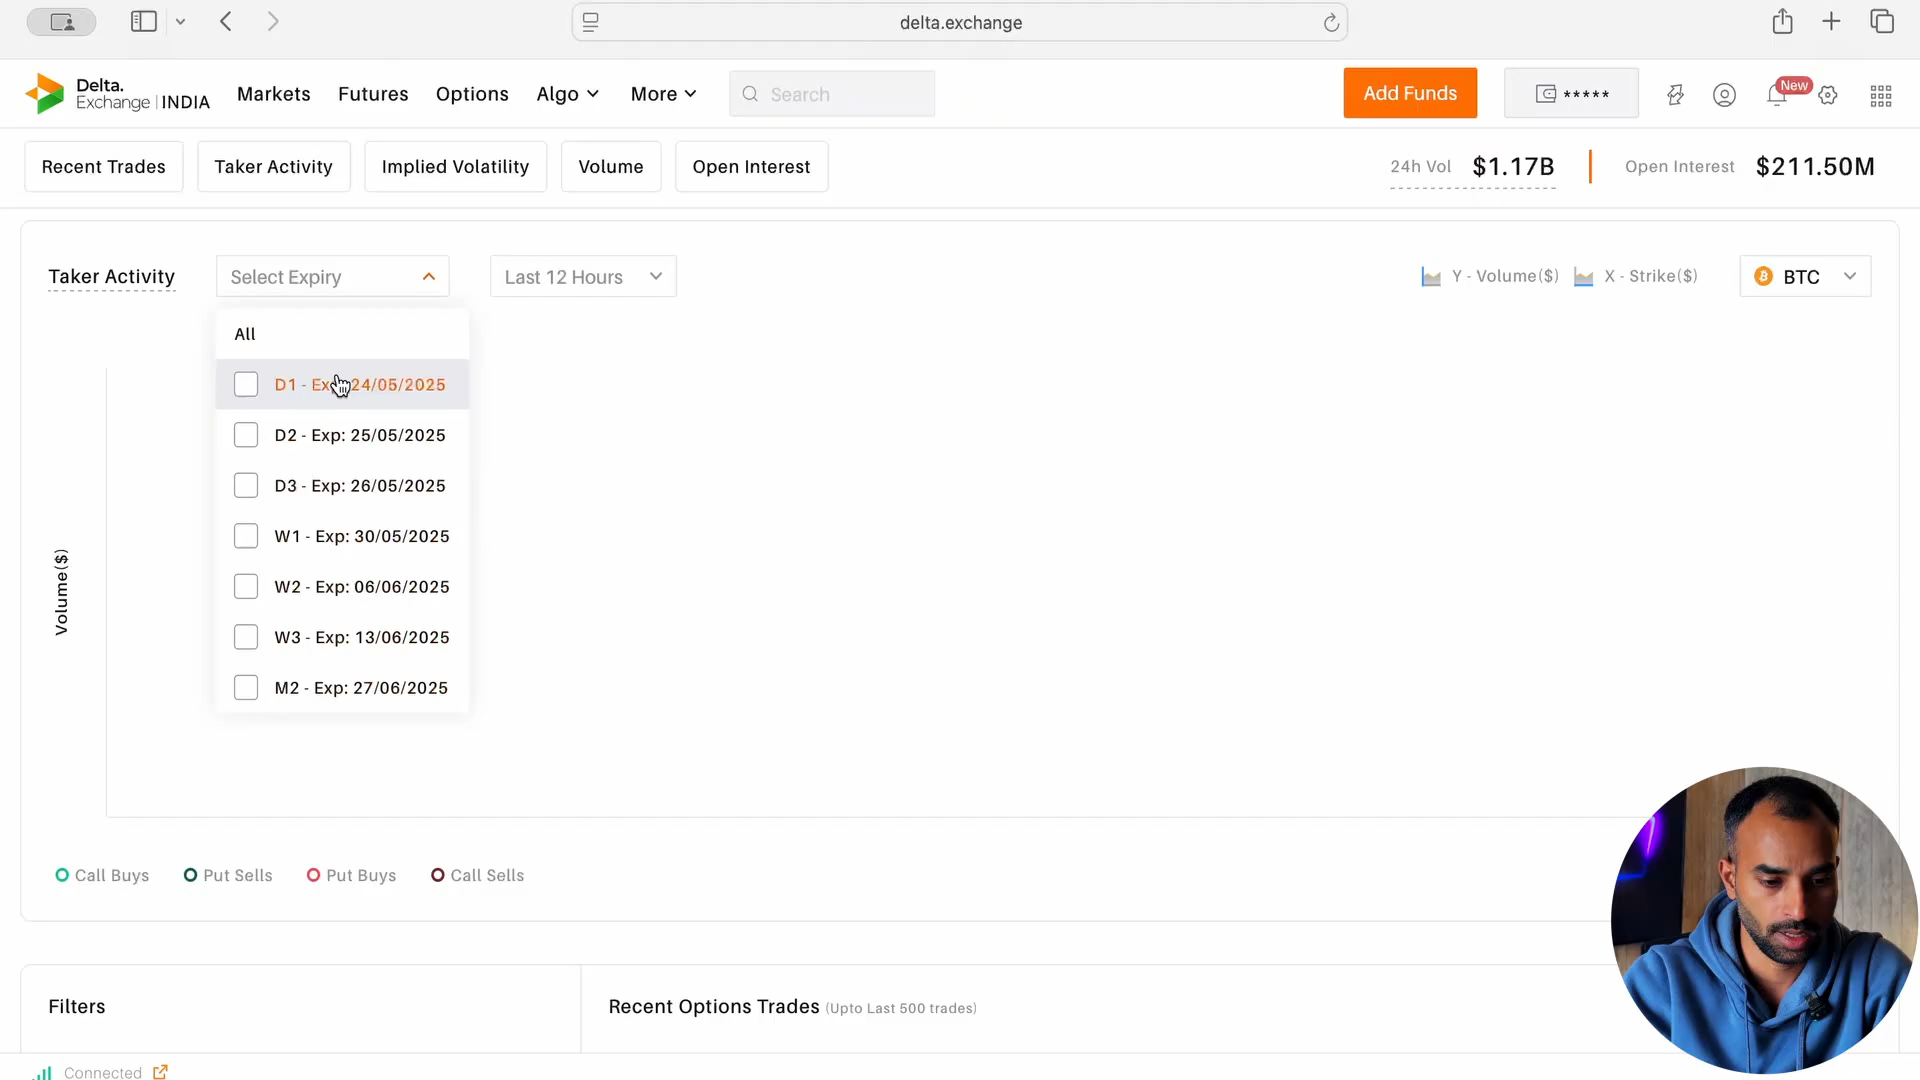 delta.exchange
Delta.
Exchange | INDIA
Markets
Futures
Options
Algo
More
Search
Add Funds
*****
New
Recent Trades
Taker Activity
Implied Volatility
Volume
Open Interest
24h Vol $1.17B
Open Interest $211.50M
Taker Activity
Select Expiry
Last 12 Hours
Y - Volume($)
X - Strike($)
BTC
All
D1 - Exp: 24/05/2025
D2 - Exp: 25/05/2025
D3 - Exp: 26/05/2025
W1 - Exp: 30/05/2025
W2 - Exp: 06/06/2025
W3 - Exp: 13/06/2025
M2 - Exp: 27/06/2025
Volume($)
Call Buys
Put Sells
Put Buys
Call Sells
Filters
Recent Options Trades (Upto Last 500 trades)
Connected